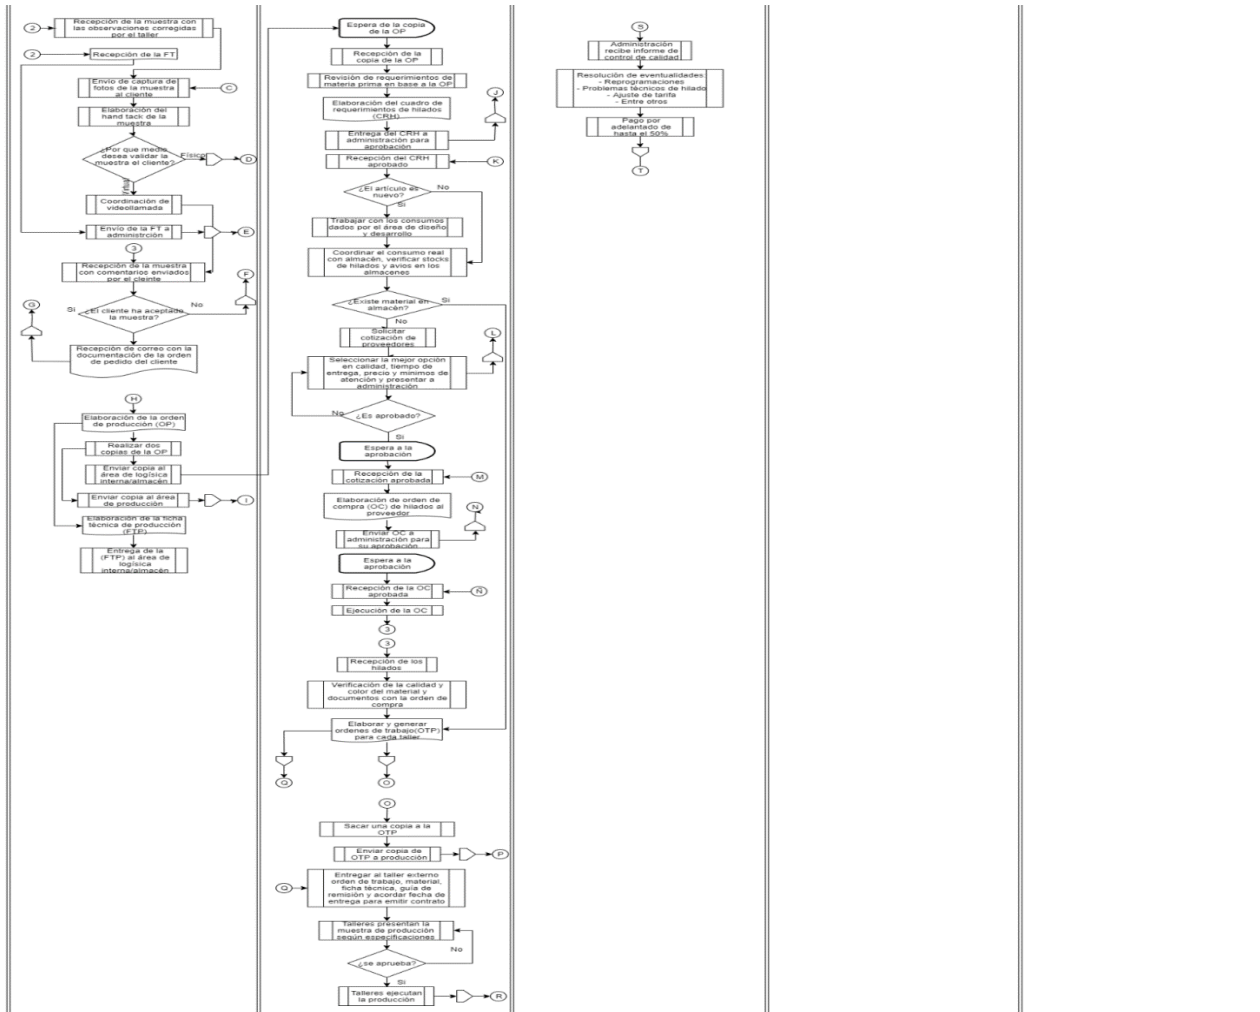 2
Recepción de la muestra con
las observaciones corregidas
por el taller
2
Recepción de la FT
Envío de captura de
fotos de la muestra
al cliente
C
Elaboración del
hand tack de la
muestra
¿Por que medio
desea validar la
muestra el cliente?
Físico
D
Virtual
Coordinación de
videollamada
Envío de la FT a
administrción
E
3
Recepción de la muestra
con comentarios enviados
por el cleinte
F
¿El cliente ha aceptado
la muestra?
Si
No
G
Recepción de correo con la
documentación de la orden
de pedido del cliente
H
Elaboración de la orden
de producción (OP)
Realizar dos
copias de la OP
Enviar copia al
área de logísica
interna/almacén
Enviar copia al área
de producción
I
Elaboración de la ficha
técnica de producción
(FTP)
Entrega de la
(FTP) al área de
logísica
interna/almacén
Espera de la copia
de la OP
Recepción de la
copia de la OP
Revisión de requerimientos de
materia prima en base a la OP
Elaboración del cuadro de
requerimientos de hilados
(CRH)
J
Entrega del CRH a
administración para
aprobación
Recepción del CRH
aprobado
K
¿El artículo es
nuevo?
No
Si
Trabajar con los consumos
dados por el área de diseño
y desarrollo
Coordinar el consumo real
con almacén, verificar stocks
de hilados y avios en los
almacenes
¿Existe material en
almacén?
Si
No
Solicitar
cotización de
proveedores
L
Seleccionar la mejor opción
en calidad, tiempo de
entrega, precio y mínimos de
atención y presentar a
administración
¿Es aprobado?
No
Si
Espera a la
aprobación
Recepción de la
cotización aprobada
M
Elaboración de orden de
compra (OC) de hilados al
proveedor
N
Enviar OC a
administración para
su aprobación
Espera a la
aprobación
Recepción de la OC
aprobada
Ñ
Ejecución de la OC
3
3
Recepción de los
hilados
Verificación de la calidad y
color del material y
documentos con la orden de
compra
Elaborar y generar
ordenes de trabajo(OTP)
para cada taller
Q
O
O
Sacar una copia a la
OTP
Enviar copia de
OTP a producción
P
Q
Entregar al taller externo
orden de trabajo, material,
ficha técnica, guía de
remisión y acordar fecha de
entrega para emitir contrato
Talleres presentan la
muestra de producción
según especificaciones
No
¿se aprueba?
Si
Talleres ejecutan
la producción
R
S
Administración
recibe informe de
control de calidad
Resolución de eventualidades:
- Reprogramaciones
- Problemas técnicos de hilado
- Ajuste de tarifa
- Entre otros
Pago por
adelantado de
hasta el 50%
T